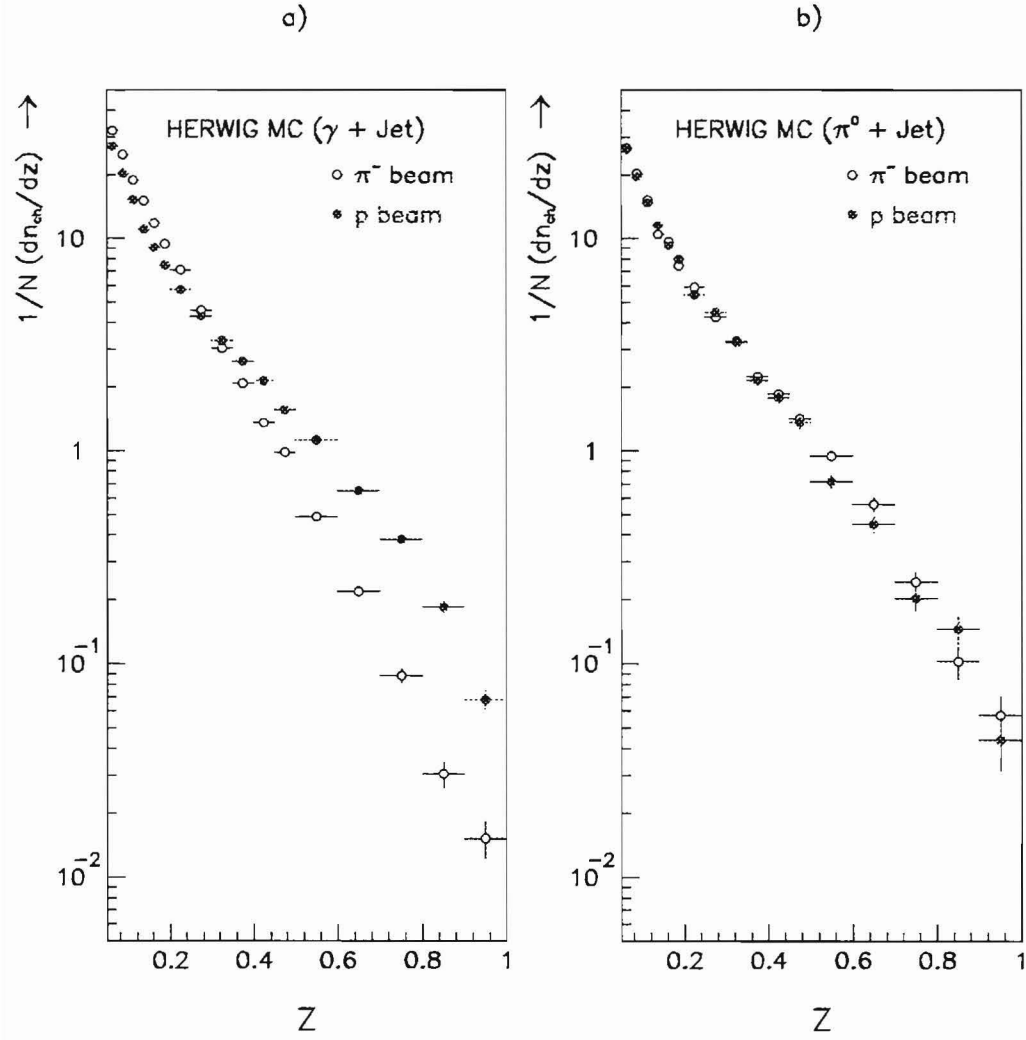 a)
b)
1/N (dn_ch/dz) →
HERWIG MC (γ + Jet)
π⁻ beam
p beam
10
1
10⁻¹
10⁻²
0.2 0.4 0.6 0.8 1
Z
1/N (dn_ch/dz) →
HERWIG MC (π⁰ + Jet)
π⁻ beam
p beam
10
1
10⁻¹
10⁻²
0.2 0.4 0.6 0.8 1
Z